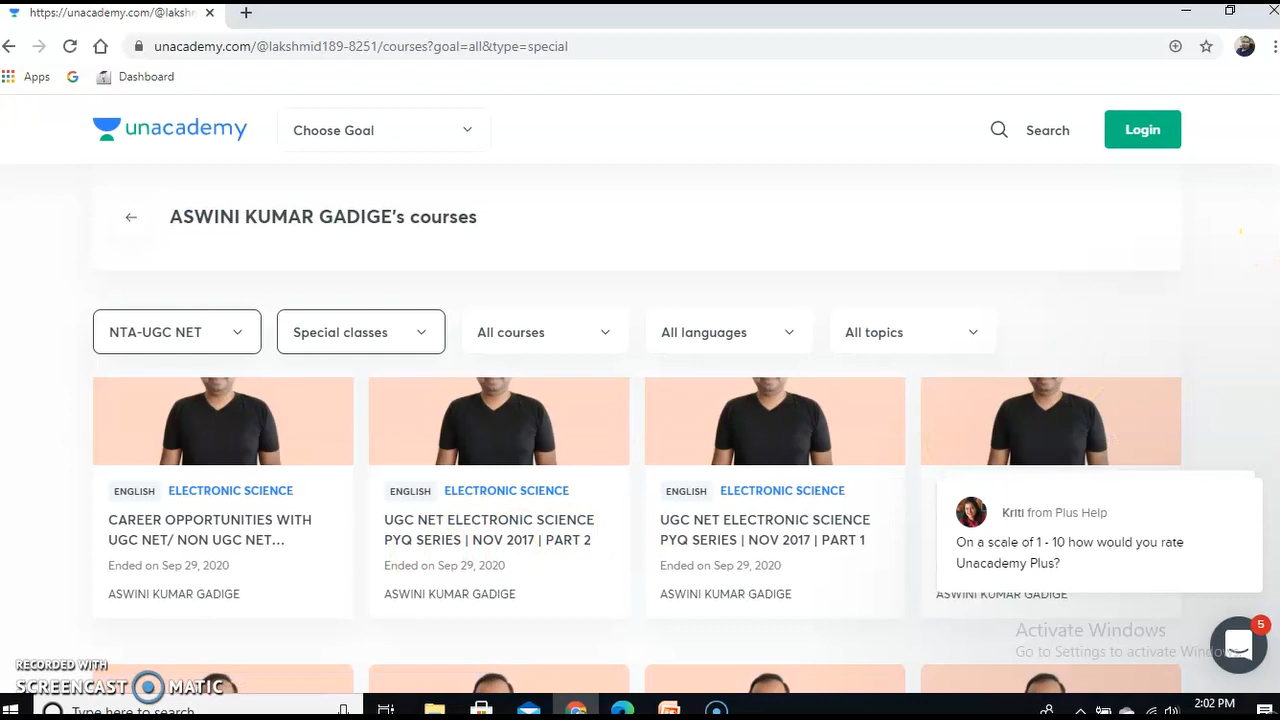 https://unacademy.com/@lakshm
unacademy.com/@lakshmid189-8251/courses?goal=all&type=special
Apps
Dashboard
unacademy
Choose Goal
Search
Login
ASWINI KUMAR GADIGE's courses
NTA-UGC NET
Special classes
All courses
All languages
All topics
ENGLISH ELECTRONIC SCIENCE
CAREER OPPORTUNITIES WITH
UGC NET/ NON UGC NET...
Ended on Sep 29, 2020
ASWINI KUMAR GADIGE
ENGLISH ELECTRONIC SCIENCE
UGC NET ELECTRONIC SCIENCE
PYQ SERIES | NOV 2017 | PART 2
Ended on Sep 29, 2020
ASWINI KUMAR GADIGE
ENGLISH ELECTRONIC SCIENCE
UGC NET ELECTRONIC SCIENCE
PYQ SERIES | NOV 2017 | PART 1
Ended on Sep 29, 2020
ASWINI KUMAR GADIGE
Kriti from Plus Help
On a scale of 1 - 10 how would you rate
Unacademy Plus?
ASWINI KUMAR GADIGE
5
Activate Windows
Go to Settings to activate Windows.
RECORDED WITH
SCREENCAST MATIC
Type here to search
2:02 PM